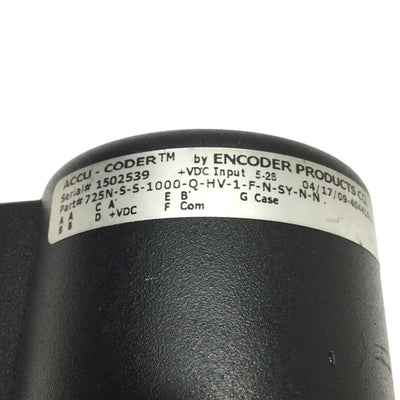 ACCU - CODER™ by ENCODER PRODUCTS CO
Serial# 1502539 +VDC Input 5-28 04/17/09
Part# 725N-S-S-1000-Q-HV-1-F-N-SY-N-N
A A C A' E B' G Case
B B D +VDC F Com